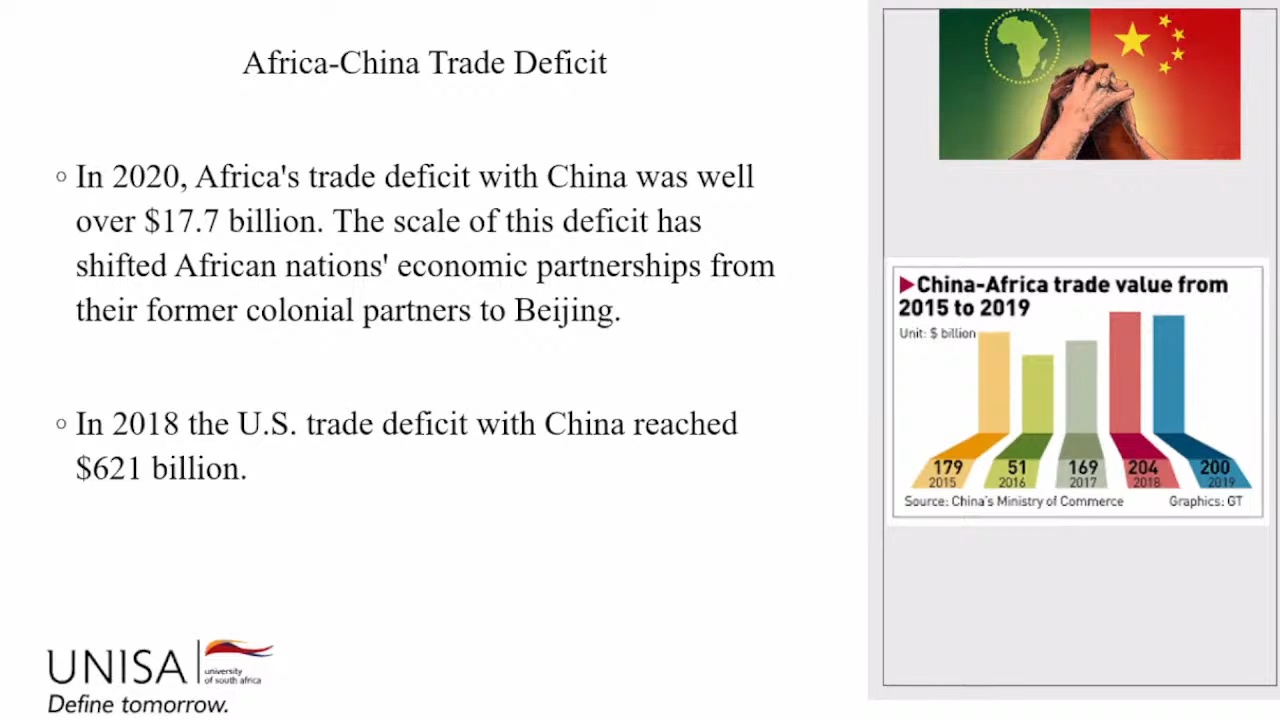 Africa-China Trade Deficit
◦ In 2020, Africa's trade deficit with China was well
over $17.7 billion. The scale of this deficit has
shifted African nations' economic partnerships from
their former colonial partners to Beijing.
◦ In 2018 the U.S. trade deficit with China reached
$621 billion.
UNISA
university
of south africa
Define tomorrow.
China-Africa trade value from
2015 to 2019
Unit: $ billion
179 51 169 204 200
2015 2016 2017 2018 2019
Source: China's Ministry of Commerce Graphics: GT